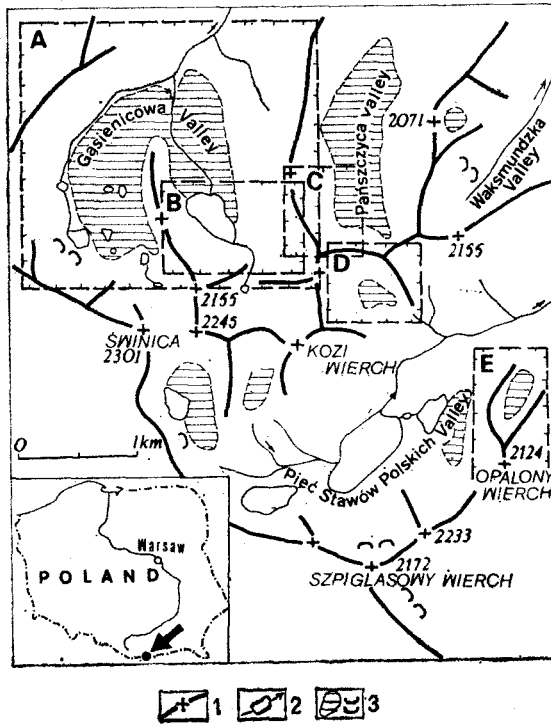 A
Gąsienicowa
Valley
Pańszczyca valley
2071
Waksmundzka
Valley
C
B
2155
D
2155
2245
ŚWINICA
2301
KOZI
WIERCH
E
0
1km
Pięć Stawów Polskich Valley
2124
OPALONY
WIERCH
2233
2172
SZPIGLASOWY WIERCH
Warsaw
POLAND
1
2
3